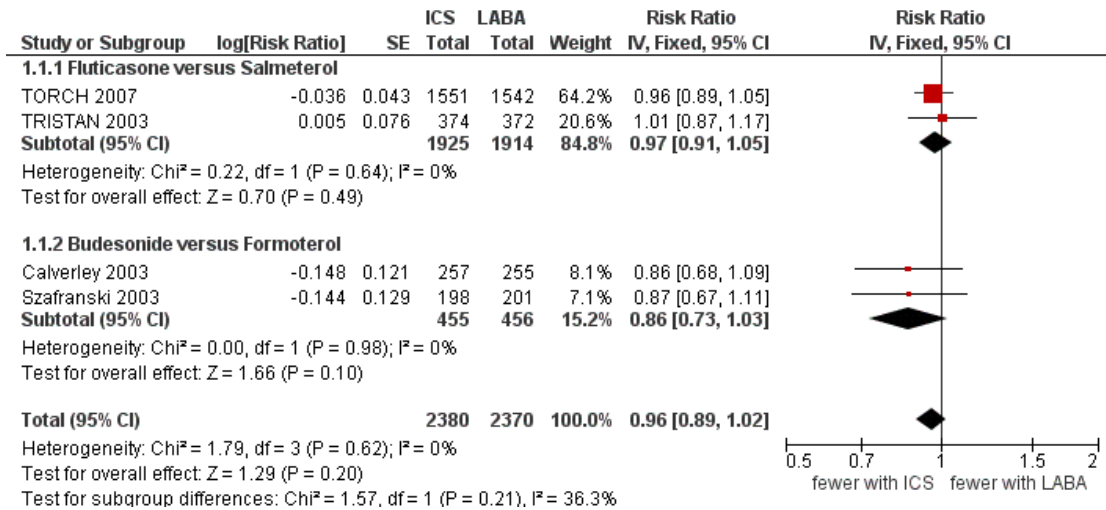 ICS LABA Risk Ratio Risk Ratio
Study or Subgroup log[Risk Ratio] SE Total Total Weight IV, Fixed, 95% CI IV, Fixed, 95% CI
1.1.1 Fluticasone versus Salmeterol
TORCH 2007 -0.036 0.043 1551 1542 64.2% 0.96 [0.89, 1.05]
TRISTAN 2003 0.005 0.076 374 372 20.6% 1.01 [0.87, 1.17]
Subtotal (95% CI) 1925 1914 84.8% 0.97 [0.91, 1.05]
Heterogeneity: Chi² = 0.22, df = 1 (P = 0.64); I² = 0%
Test for overall effect: Z = 0.70 (P = 0.49)
1.1.2 Budesonide versus Formoterol
Calverley 2003 -0.148 0.121 257 255 8.1% 0.86 [0.68, 1.09]
Szafranski 2003 -0.144 0.129 198 201 7.1% 0.87 [0.67, 1.11]
Subtotal (95% CI) 455 456 15.2% 0.86 [0.73, 1.03]
Heterogeneity: Chi² = 0.00, df = 1 (P = 0.98); I² = 0%
Test for overall effect: Z = 1.66 (P = 0.10)
Total (95% CI) 2380 2370 100.0% 0.96 [0.89, 1.02]
Heterogeneity: Chi² = 1.79, df = 3 (P = 0.62); I² = 0%
Test for overall effect: Z = 1.29 (P = 0.20)
Test for subgroup differences: Chi² = 1.57, df = 1 (P = 0.21), I² = 36.3%
0.5 0.7 1 1.5 2
fewer with ICS fewer with LABA